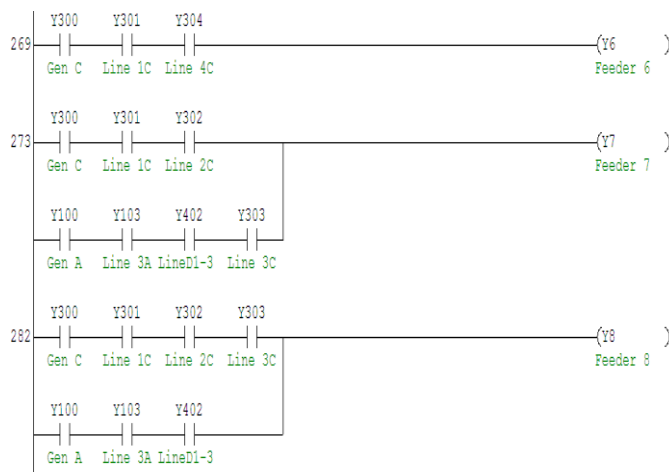 Y300 Y301 Y304
269 (Y6 )
Gen C Line 1C Line 4C Feeder 6
Y300 Y301 Y302
273 (Y7 )
Gen C Line 1C Line 2C Feeder 7
Y100 Y103 Y402 Y303
Gen A Line 3A LineD1-3 Line 3C
Y300 Y301 Y302 Y303
282 (Y8 )
Gen C Line 1C Line 2C Line 3C Feeder 8
Y100 Y103 Y402
Gen A Line 3A LineD1-3